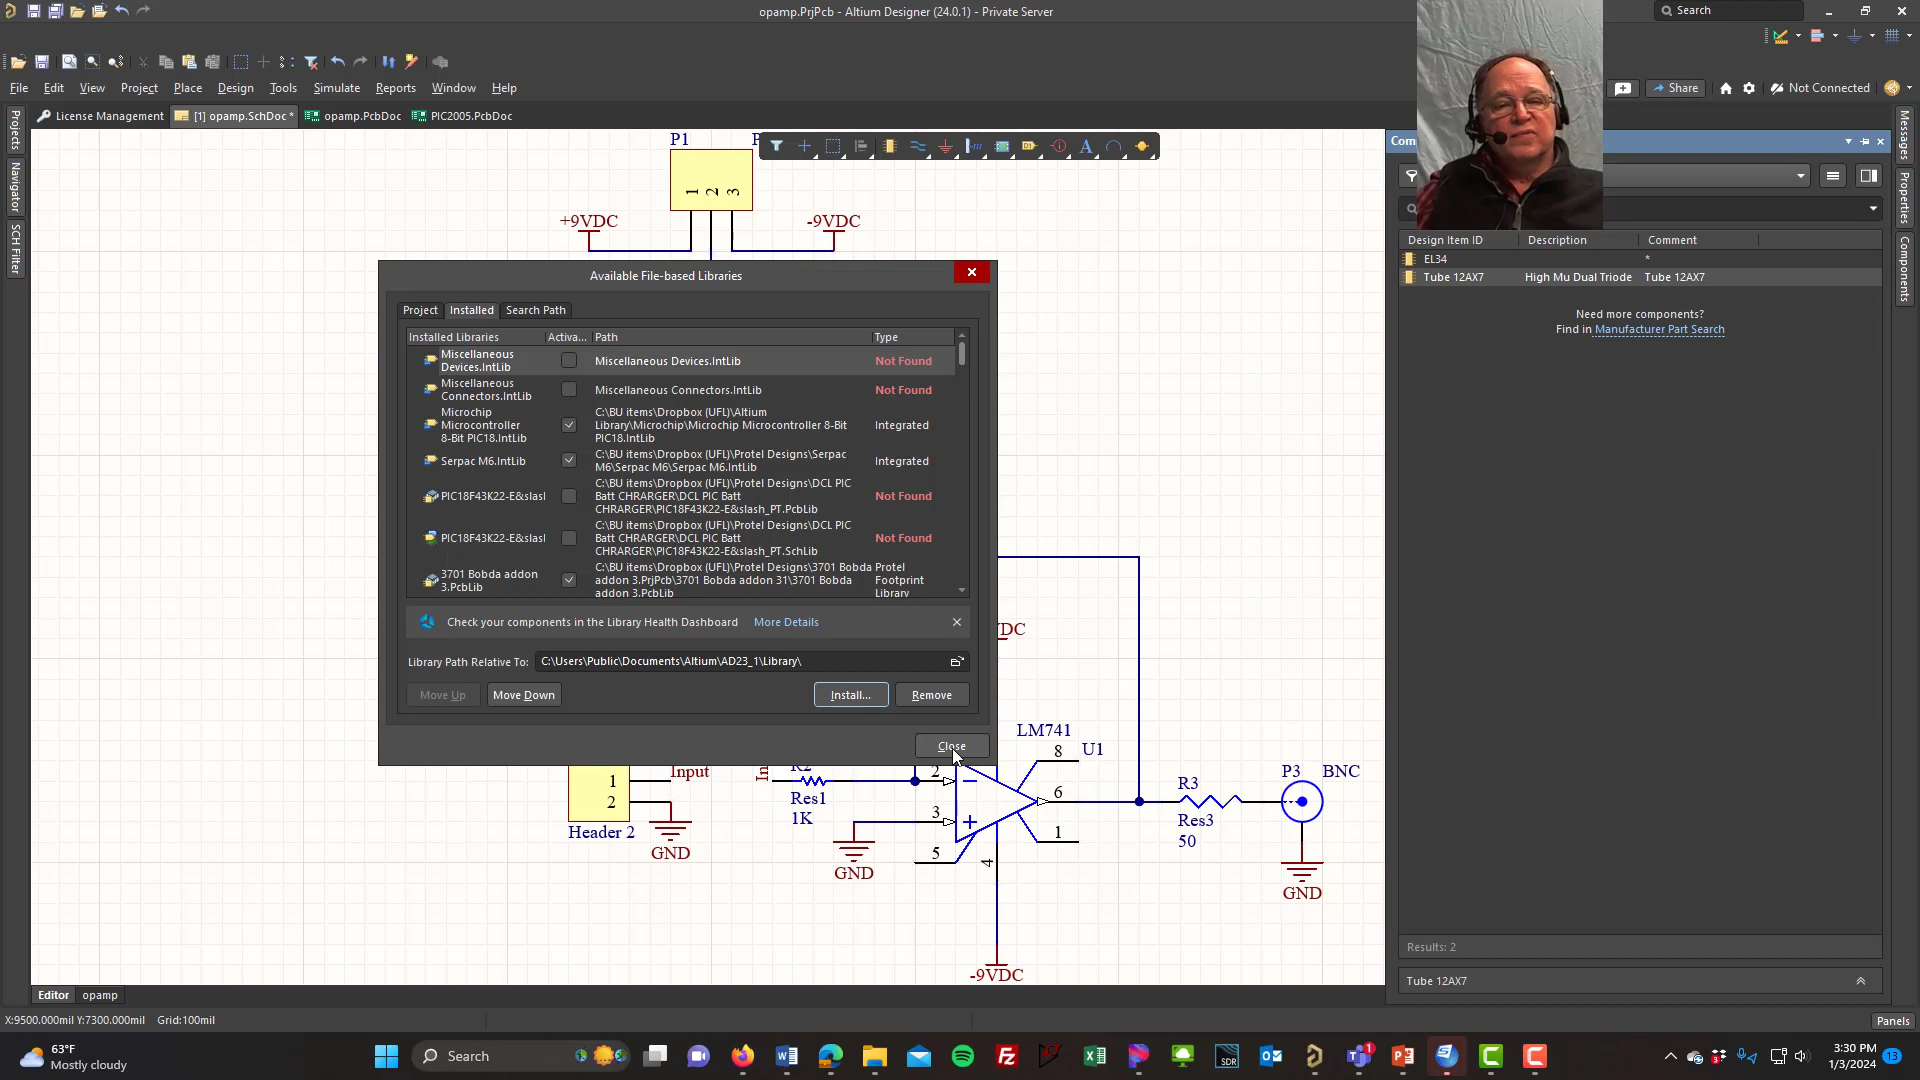 opamp.PrjPcb - Altium Designer (24.0.1) - Private Server
Search
File Edit View Project Place Design Tools Simulate Reports Window Help
Share
Not Connected
License Management
[1] opamp.SchDoc *
opamp.PcbDoc
PIC2005.PcbDoc
Projects
Navigator
SCH Filter
Messages
Properties
Components
P1
1
2
3
+9VDC
-9VDC
Available File-based Libraries
Project Installed Search Path
Installed Libraries Activa... Path Type
Miscellaneous
Devices.IntLib
Miscellaneous Devices.IntLib
Not Found
Miscellaneous
Connectors.IntLib
Miscellaneous Connectors.IntLib
Not Found
Microchip
Microcontroller
8-Bit PIC18.IntLib
C:\BU items\Dropbox (UFL)\Altium
Library\Microchip\Microchip Microcontroller 8-Bit
PIC18.IntLib
Integrated
Serpac M6.IntLib
C:\BU items\Dropbox (UFL)\Protel Designs\Serpac
M6\Serpac M6\Serpac M6.IntLib
Integrated
PIC18F43K22-E&slasl
C:\BU items\Dropbox (UFL)\Protel Designs\DCL PIC
Batt CHRARGER\DCL PIC Batt
CHRARGER\PIC18F43K22-E&slash_PT.PcbLib
Not Found
PIC18F43K22-E&slasl
C:\BU items\Dropbox (UFL)\Protel Designs\DCL PIC
Batt CHRARGER\DCL PIC Batt
CHRARGER\PIC18F43K22-E&slash_PT.SchLib
Not Found
3701 Bobda addon
3.PcbLib
C:\BU items\Dropbox (UFL)\Protel Designs\3701 Bobda
addon 3.PrjPcb\3701 Bobda addon 31\3701 Bobda
addon 3.PcbLib
Protel
Footprint
Library
Check your components in the Library Health Dashboard More Details
Library Path Relative To: C:\Users\Public\Documents\Altium\AD23_1\Library\
Move Up Move Down Install... Remove
Close
Design Item ID Description Comment
EL34 *
Tube 12AX7 High Mu Dual Triode Tube 12AX7
Need more components?
Find in Manufacturer Part Search
Results: 2
Tube 12AX7
LM741
U1
8
6
1
2
3
5
4
1
2
Header 2
Input
GND
R2
Res1
1K
GND
-9VDC
R3
Res3
50
P3 BNC
GND
Editor opamp
X:9500.000mil Y:7300.000mil Grid:100mil
Panels
63°F
Mostly cloudy
Search
SDR
1
3:30 PM
1/3/2024
13